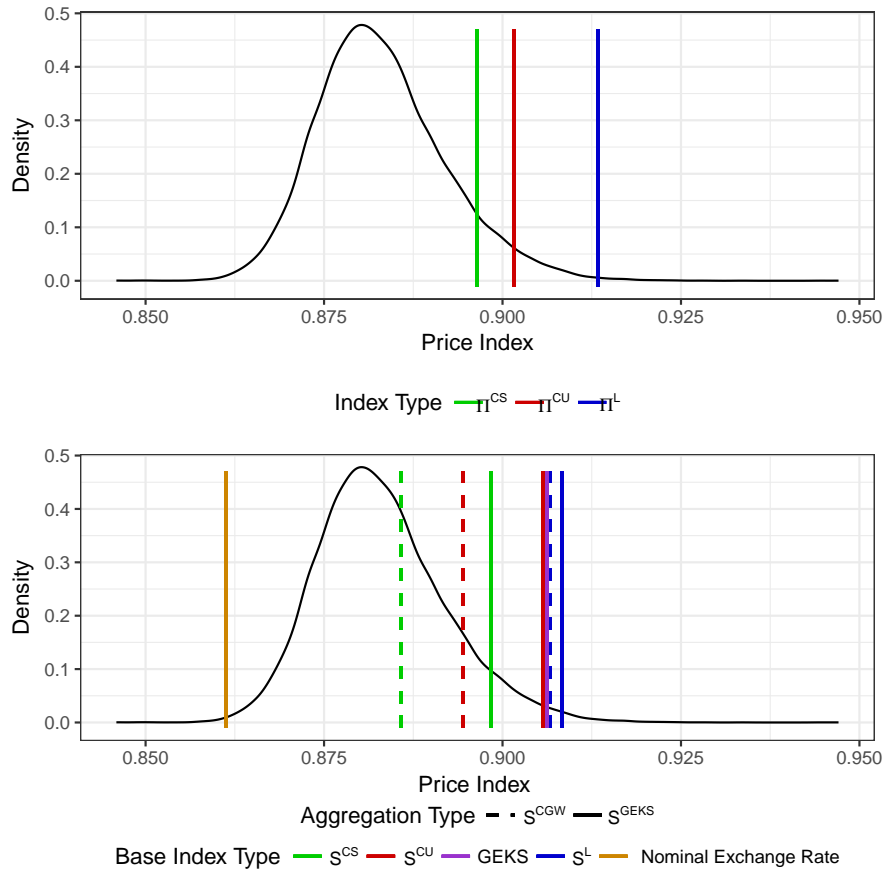 0.5
0.4
0.3
0.2
0.1
0.0
Density
0.850 0.875 0.900 0.925 0.950
Price Index
Index Type Π^CS Π^CU Π^L
0.5
0.4
0.3
0.2
0.1
0.0
Density
0.850 0.875 0.900 0.925 0.950
Price Index
Aggregation Type S^CGW S^GEKS
Base Index Type S^CS S^CU GEKS S^L Nominal Exchange Rate